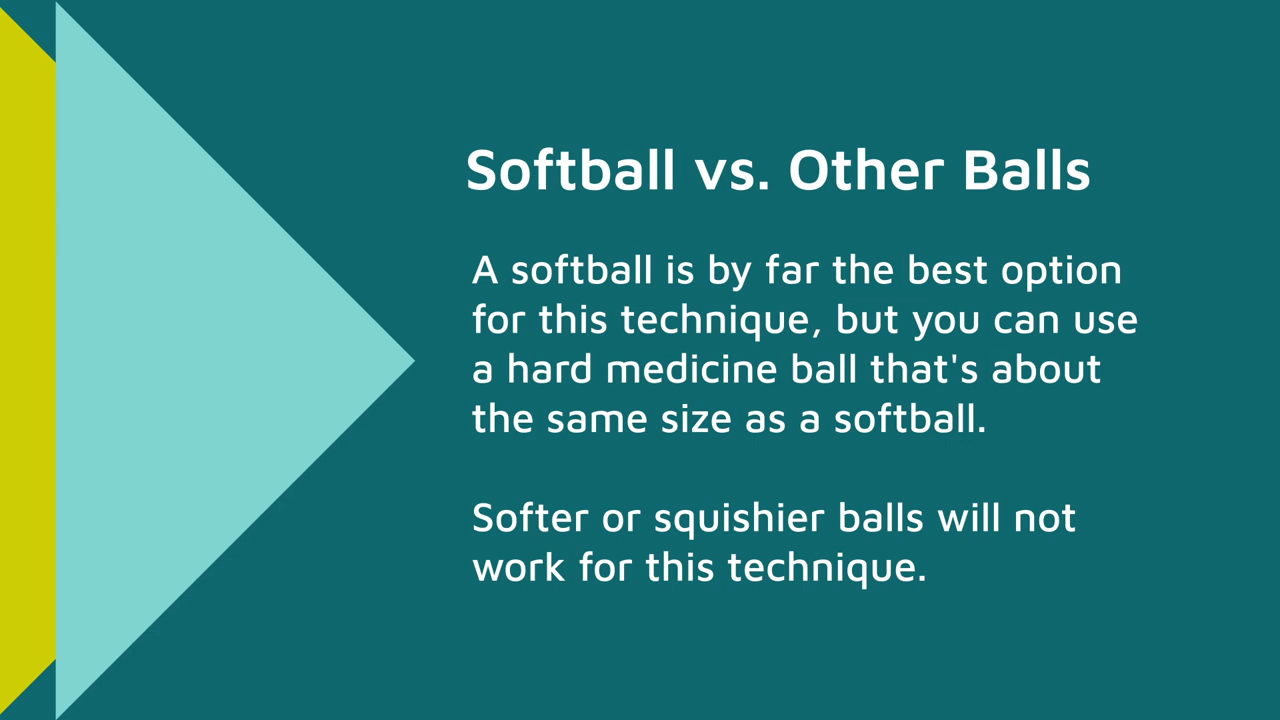 Softball vs. Other Balls
A softball is by far the best option
for this technique, but you can use
a hard medicine ball that's about
the same size as a softball.
Softer or squishier balls will not
work for this technique.